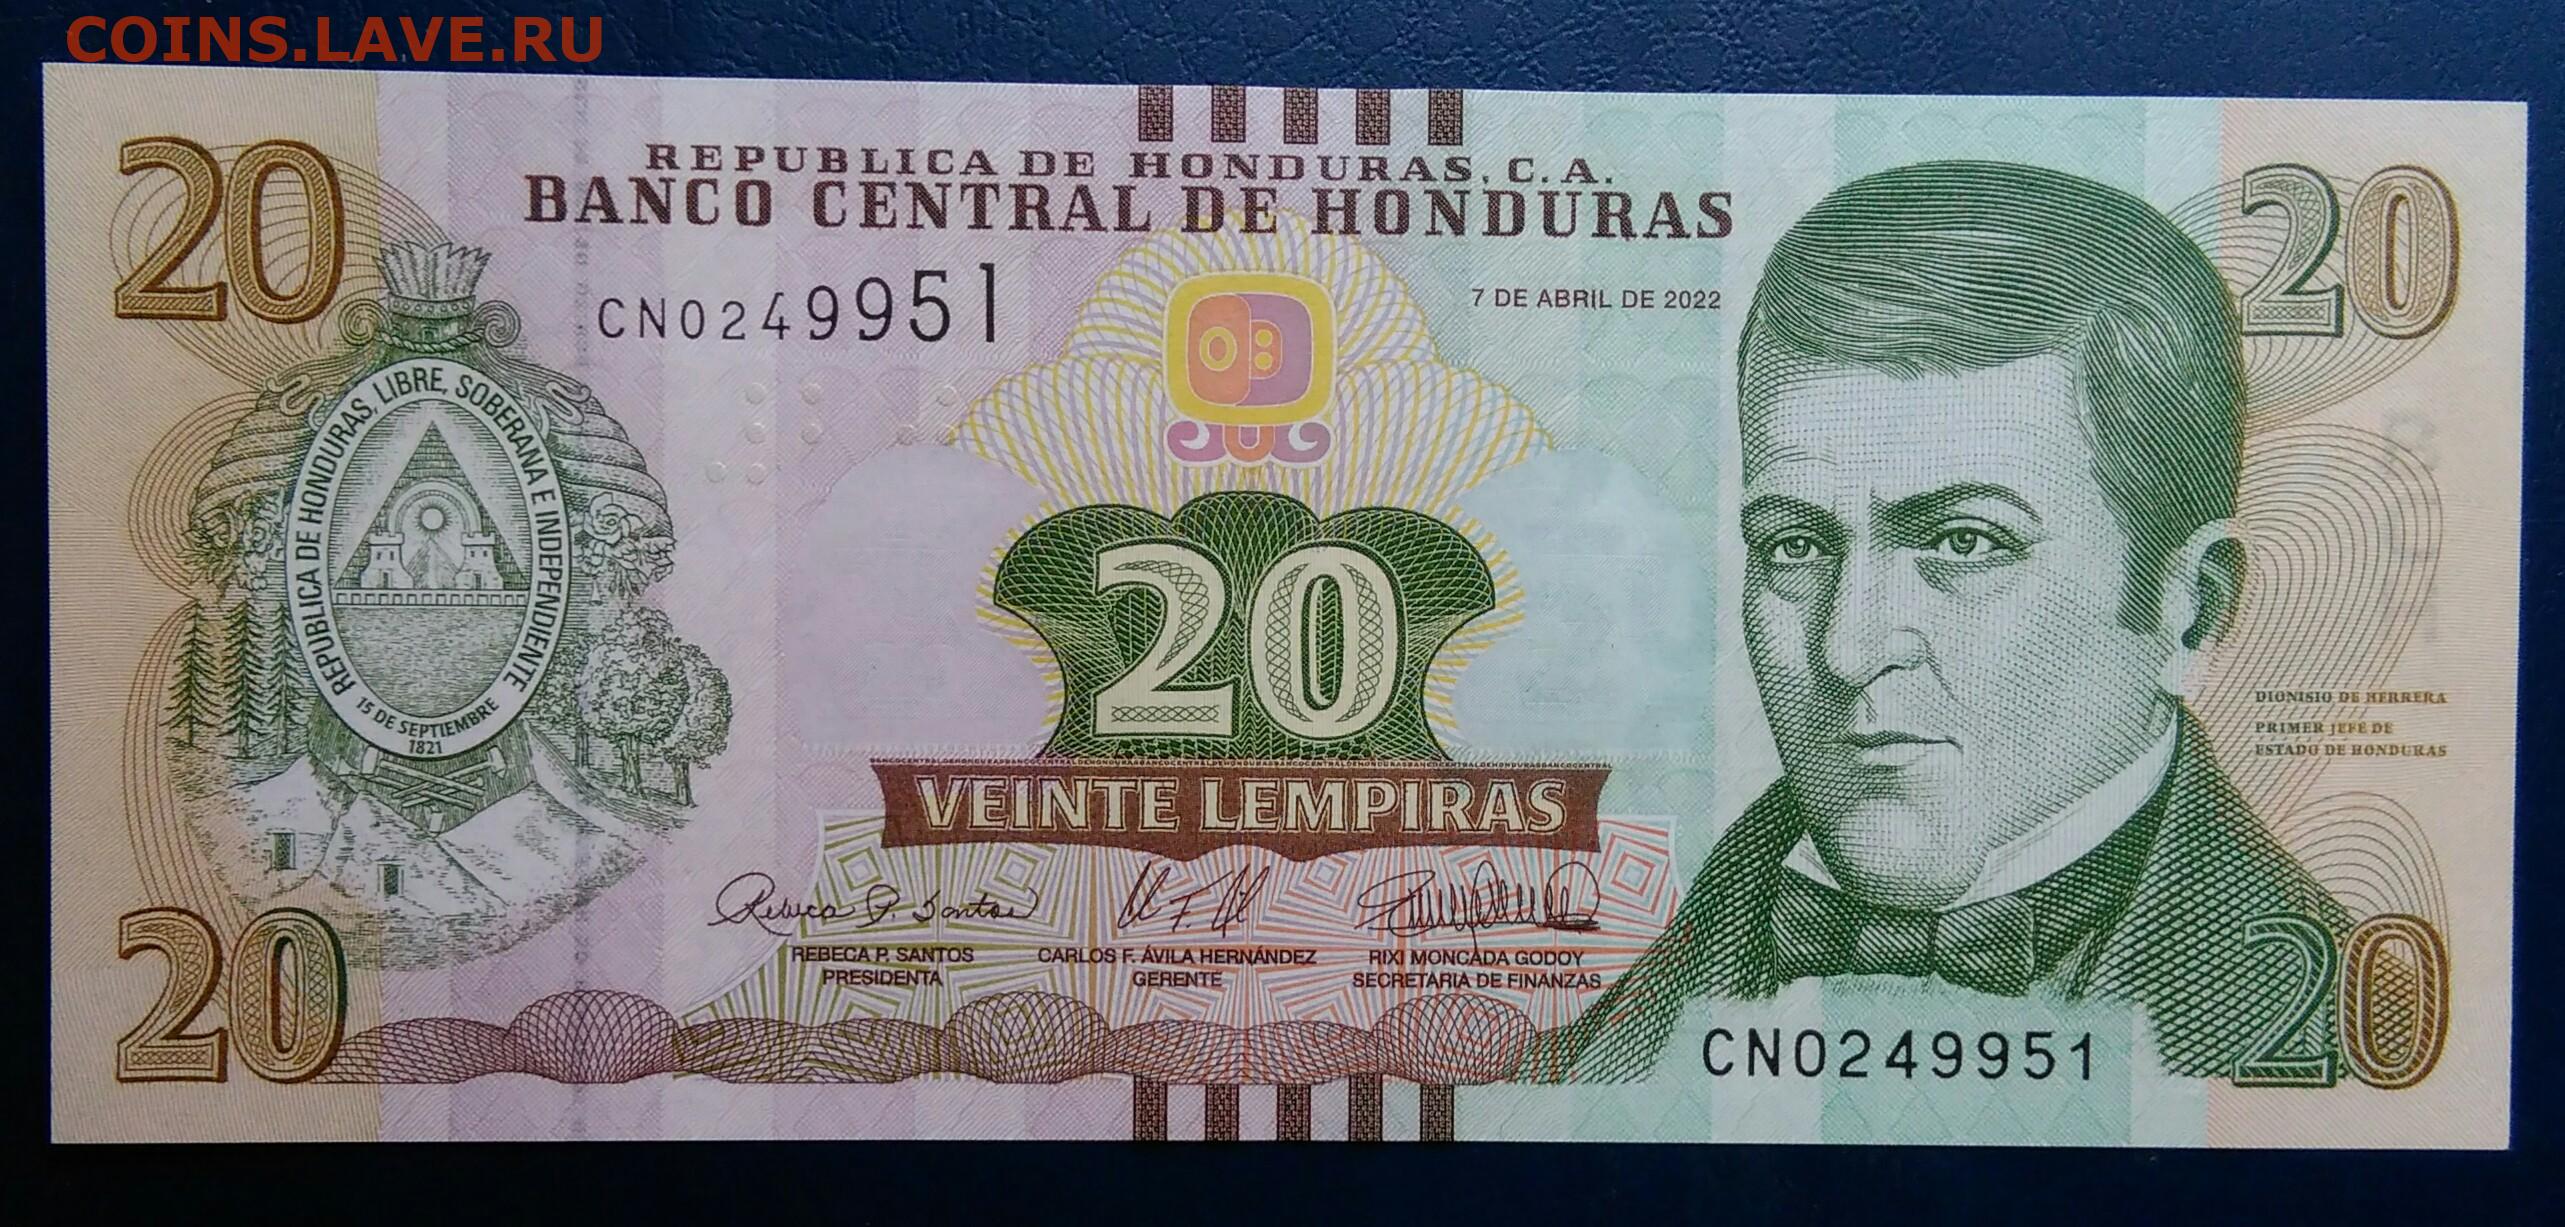 COINS.LAVE.RU
20
20
REPUBLICA DE HONDURAS, C.A.
BANCO CENTRAL DE HONDURAS
CN0249951
7 DE ABRIL DE 2022
REPUBLICA DE HONDURAS, LIBRE, SOBERANA E INDEPENDIENTE
15 DE SEPTIEMBRE
1821
20
DIONISIO DE HERRERA
PRIMER JEFE DE
ESTADO DE HONDURAS
BANCOCENTRALDEHONDURASBANCOCENTRALDEHONDURASBANCOCENTRALDEHONDURASBANCOCENTRALDEHONDURASBANCOCENTRAL
VEINTE LEMPIRAS
Rebeca P. Santos
REBECA P. SANTOS
PRESIDENTA
CARLOS F. ÁVILA HERNÁNDEZ
GERENTE
RIXI MONCADA GODOY
SECRETARIA DE FINANZAS
20
20
CN0249951